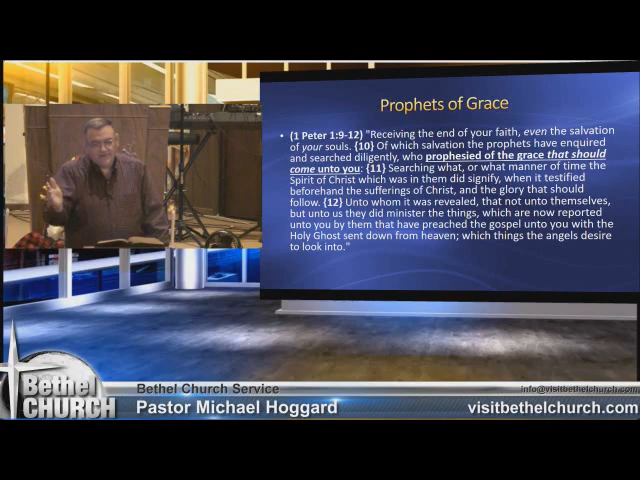 Prophets of Grace
• (1 Peter 1:9-12) "Receiving the end of your faith, even the salvation
of your souls. {10} Of which salvation the prophets have enquired
and searched diligently, who prophesied of the grace that should
come unto you: {11} Searching what, or what manner of time the
Spirit of Christ which was in them did signify, when it testified
beforehand the sufferings of Christ, and the glory that should
follow. {12} Unto whom it was revealed, that not unto themselves,
but unto us they did minister the things, which are now reported
unto you by them that have preached the gospel unto you with the
Holy Ghost sent down from heaven; which things the angels desire
to look into."
Bethel
CHURCH
Bethel Church Service
info@visitbethelchurch.com
Pastor Michael Hoggard
visitbethelchurch.com